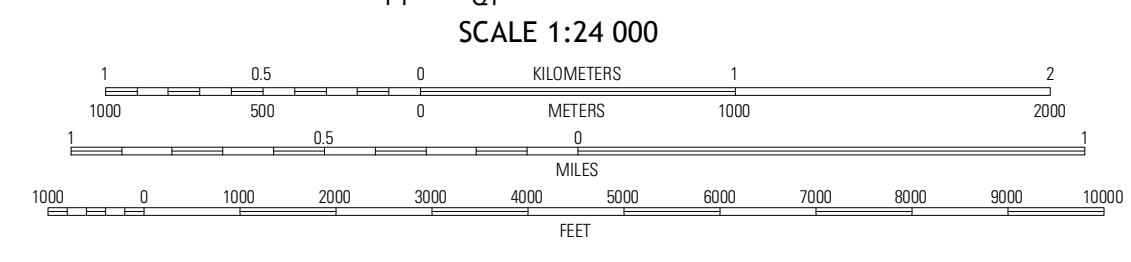 SCALE 1:24 000
1 0.5 0 KILOMETERS 1 2
1000 500 0 METERS 1000 2000
1 0.5 0 1
MILES
1000 0 1000 2000 3000 4000 5000 6000 7000 8000 9000 10000
FEET